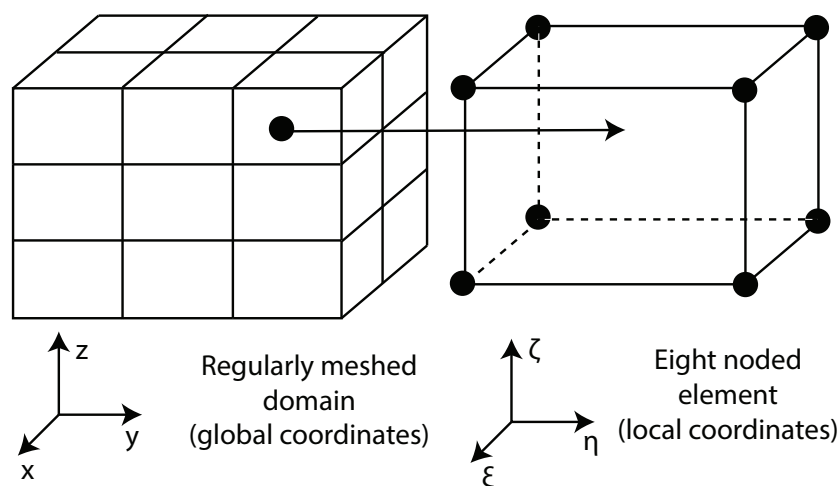 z
y
x
Regularly meshed
domain
(global coordinates)
ζ
η
ξ
Eight noded
element
(local coordinates)